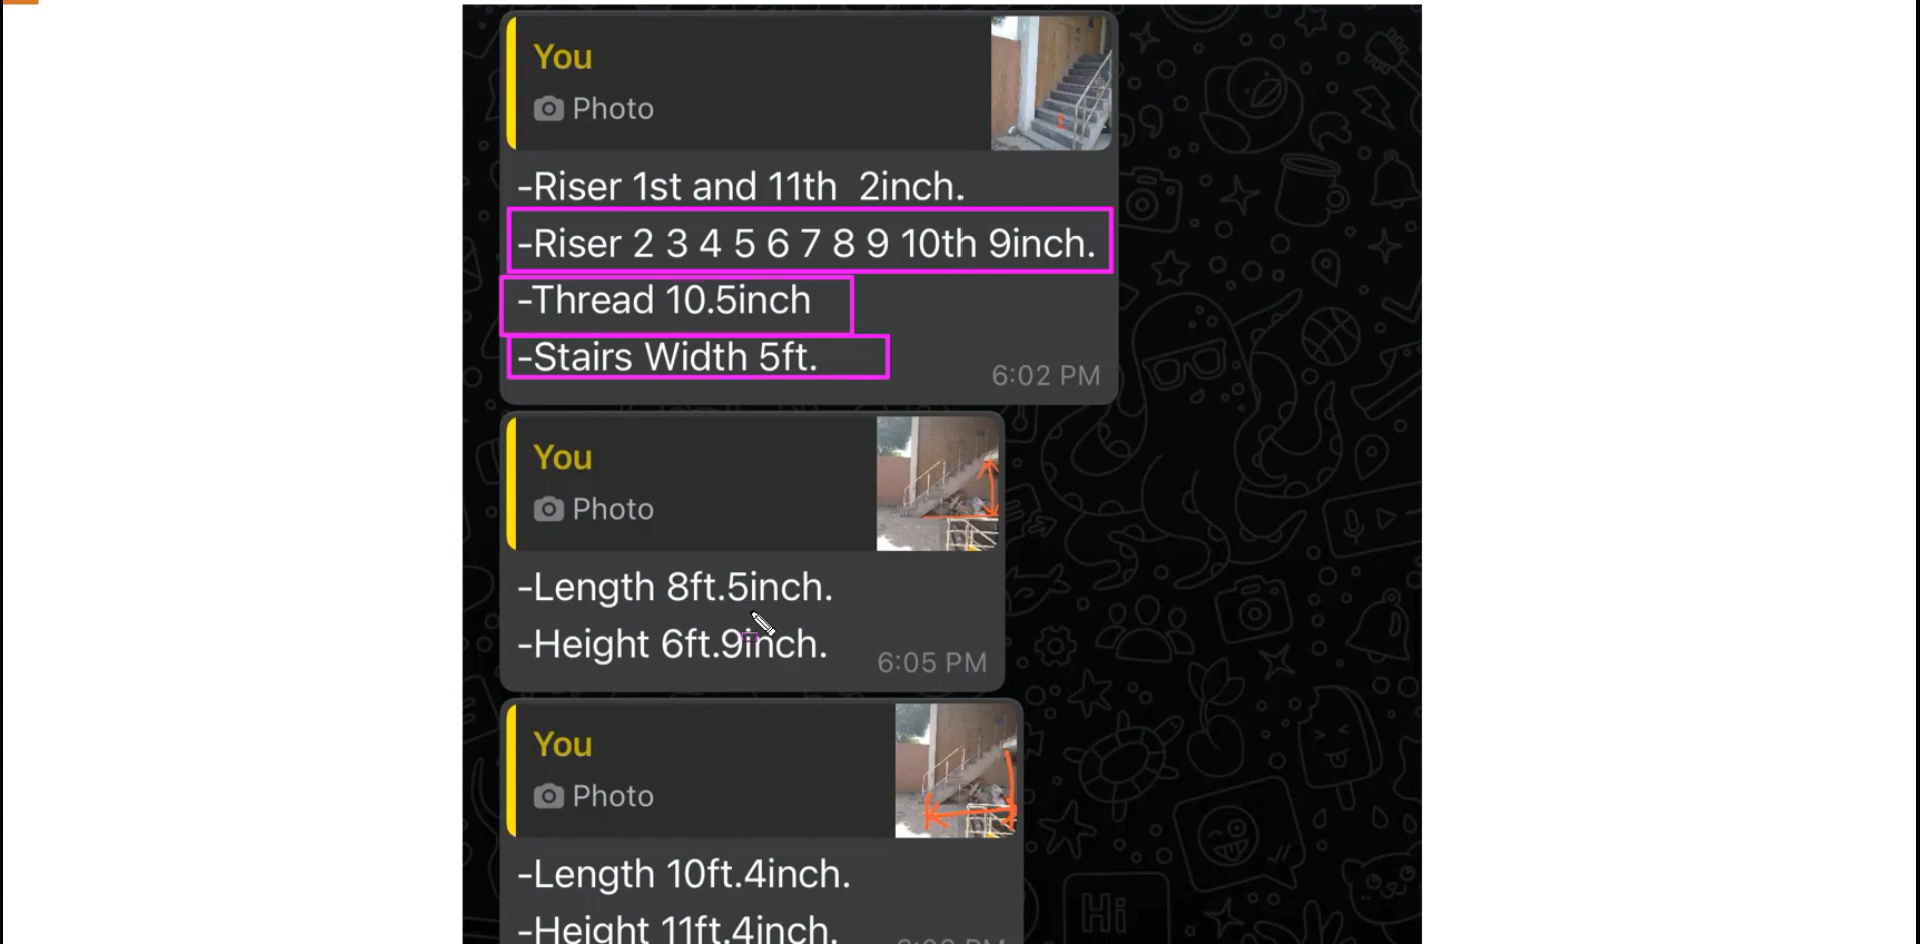 You
Photo
-Riser 1st and 11th  2inch.
-Riser 2 3 4 5 6 7 8 9 10th 9inch.
-Thread 10.5inch
-Stairs Width 5ft.
6:02 PM
You
Photo
-Length 8ft.5inch.
-Height 6ft.9inch.
6:05 PM
You
Photo
-Length 10ft.4inch.
-Height 11ft.4inch.
Hi